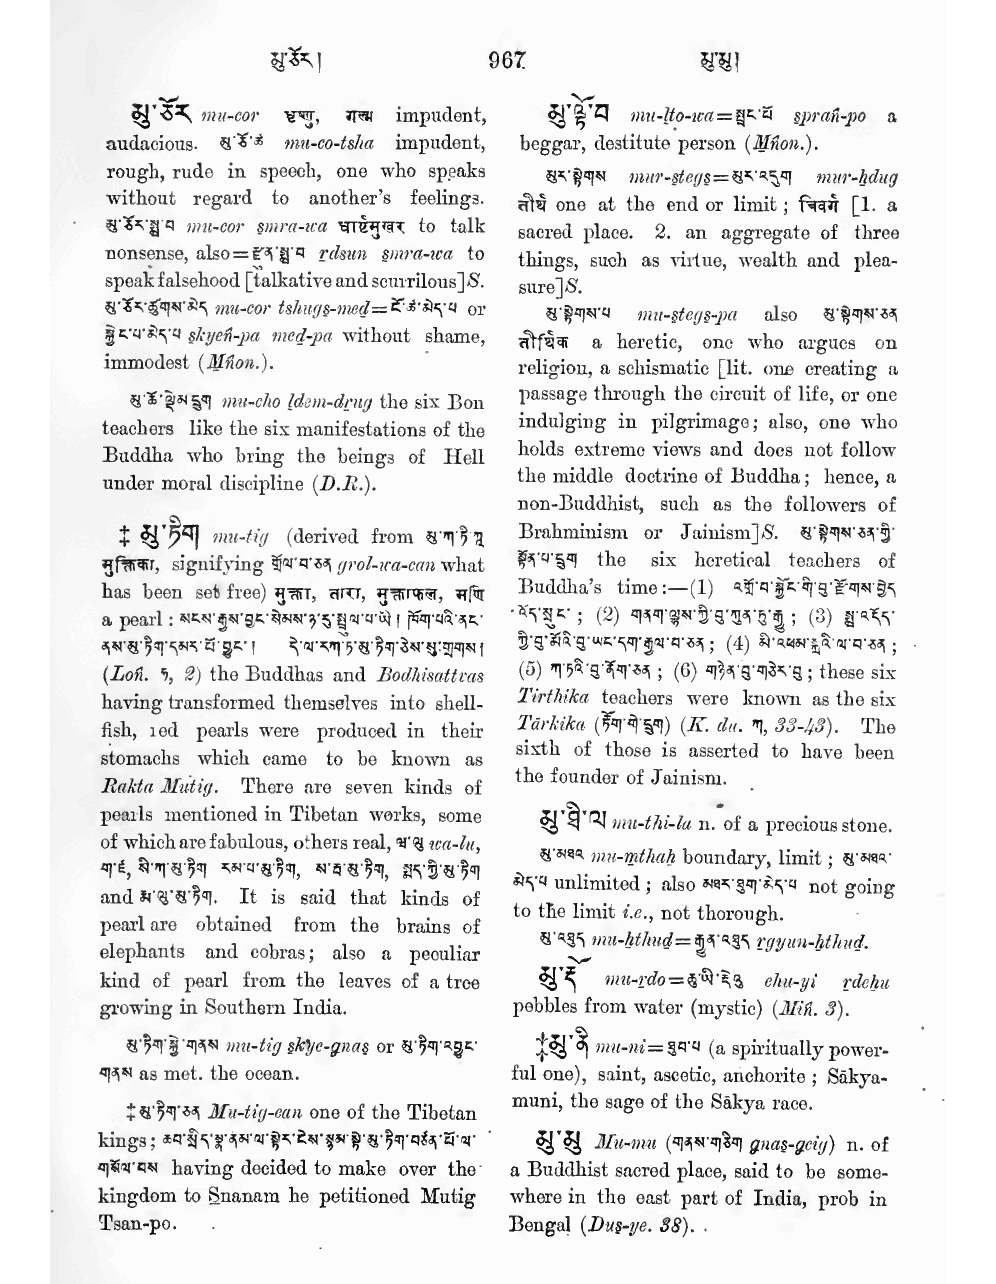 མུ་ཅོར། 967 མུ་མུ།
མུ་ཅོར mu-cor धृष्णु, गल्भ impudent,
audacious. མུ་ཅོ་ཚ mu-co-tsha impudent,
rough, rude in speech, one who speaks
without regard to another's feelings.
མུ་ཅོར་སྨྲ་བ mu-cor smra-wa to talk
nonsense, also=རྫུན་སྨྲ་བ rdsun smra-wa to
speak falsehood [talkative and scurrilous]S.
མུ་ཅོར་ཚུགས་མེད mu-cor tshugs-med=ངོ་ཚ་མེད་པ or
སྐྱེང་པ་མེད་པ skyeṅ-pa med-pa without shame,
immodest (Mṅon.).
མུ་ཆོ་ལྡེམ་དྲུག mu-cho ldem-drug the six Bon
teachers like the six manifestations of the
Buddha who bring the beings of Hell
under moral discipline (D.R.).
‡ མུ་ཏིག mu-tig (derived from མུ་ཀ་ཏི་ཀཱ
मुक्तिका, signifying གྲོལ་བ་ཅན grol-wa-can what
has been set free) मुक्ता, तारा, मुक्ताफल, मणि
a pearl : སངས་རྒྱས་བྱང་སེམས་ཉ་རུ་སྤྲུལ་པ་ཡི། ཁོག་པའི་ནང་
ནས་མུ་ཏིག་དམར་པོ་བྱུང་། དེ་ལ་རཀ་ཏ་མུ་ཏིག་ཅེས་སུ་གྲགས།
(Loṅ. ཧ, 2) the Buddhas and Bodhisattvas
having transformed themselves into shell-
fish, red pearls were produced in their
stomachs which came to be known as
Rakta Mutig. There are seven kinds of
pearls mentioned in Tibetan works, some
of which are fabulous, others real, ཝ་ལུ wa-lu,
and It is said that kinds of
pearl are obtained from the brains of
elephants and cobras; also a peculiar
kind of pearl from the leaves of a tree
growing in Southern India.
མུ་ཏིག་སྐྱེ་གནས mu-tig skye-gnas or མུ་ཏིག་འབྱུང་
གནས as met. the ocean.
‡མུ་ཏིག་ཅན Mu-tig-can one of the Tibetan
kings; ཆབ་སྲིད་སྣ་ནམ་ལ་སྟེར་ངེས་སྙམ་སྟེ་མུ་ཏིག་བཙན་པོ་ལ་
གསོལ་བས having decided to make over the
kingdom to Snanam he petitioned Mutig
Tsan-po.
མུ་ལྟོ་བ mu-lto-wa=སྤྲང་པོ spraṅ-po a
beggar, destitute person (Mṅon.).
མུར་སྟེགས=མུར་འདུག mur-stegs mur-hdug
तीर्थ one at the end or limit; त्रिवर्ग [1. a
sacred place. 2. an aggregate of three
things, such as virtue, wealth and plea-
sure]S.
མུ་སྟེགས་པ mu-stegs-pa also མུ་སྟེགས་ཅན
तीर्थिक a heretic, one who argues on
religion, a schismatic [lit. one creating a
passage through the circuit of life, or one
indulging in pilgrimage; also, one who
holds extreme views and does not follow
the middle doctrine of Buddha; hence, a
non-Buddhist, such as the followers of
Brahminism or Jainism]S. མུ་སྟེགས་ཅན་གྱི་
སྟོན་པ་དྲུག the six heretical teachers of
Buddha's time:—(1) འགྲོ་བ་སྐྱོང་གི་བུ་རྫོགས་བྱེད་
འོད་སྲུང་; (2) གནག་ལྷས་ཀྱི་བུ་ཀུན་ཏུ་རྒྱུ; (3) སྨྲ་འདོད་
ཀྱི་བུ་མོའི་བུ་ཡང་དག་རྒྱལ་བ་ཅན; (4) མི་འཕམ་སྐྲའི་ལ་བ་ཅན;
(5) ཀ་ཏའི་བུ་ནོག་ཅན; (6) གཉེན་བུ་གཅེར་བུ; these six
Tirthika teachers were known as the six
Tārkika (རྟོག་གེ་དྲུག) (K. du. ཀ, 33-43). The
sixth of those is asserted to have been
the founder of Jainism.
མུ་ཐི་ལ mu-thi-la n. of a precious stone.
མུ་མཐའ mu-mthaḥ boundary, limit; མུ་མཐའ་
མེད་པ unlimited; also མཐར་ཐུག་མེད་པ not going
to the limit i.e., not thorough.
མུ་འཐུད mu-hthud=རྒྱུན་འཐུད rgyun-hthud.
མུ་རྡོ mu-rdo=ཆུ་ཡི་རྡེའུ chu-yi rdehu
pebbles from water (mystic) (Miṅ. 3).
‡མུ་ནི mu-ni=ཐུབ་པ (a spiritually power-
ful one), saint, ascetic, anchorite; Sākya-
muni, the sage of the Sākya race.
མུ་མུ Mu-mu (གནས་གཅིག gnas-gcig) n. of
a Buddhist sacred place, said to be some-
where in the east part of India, prob in
Bengal (Dus-ye. 38).